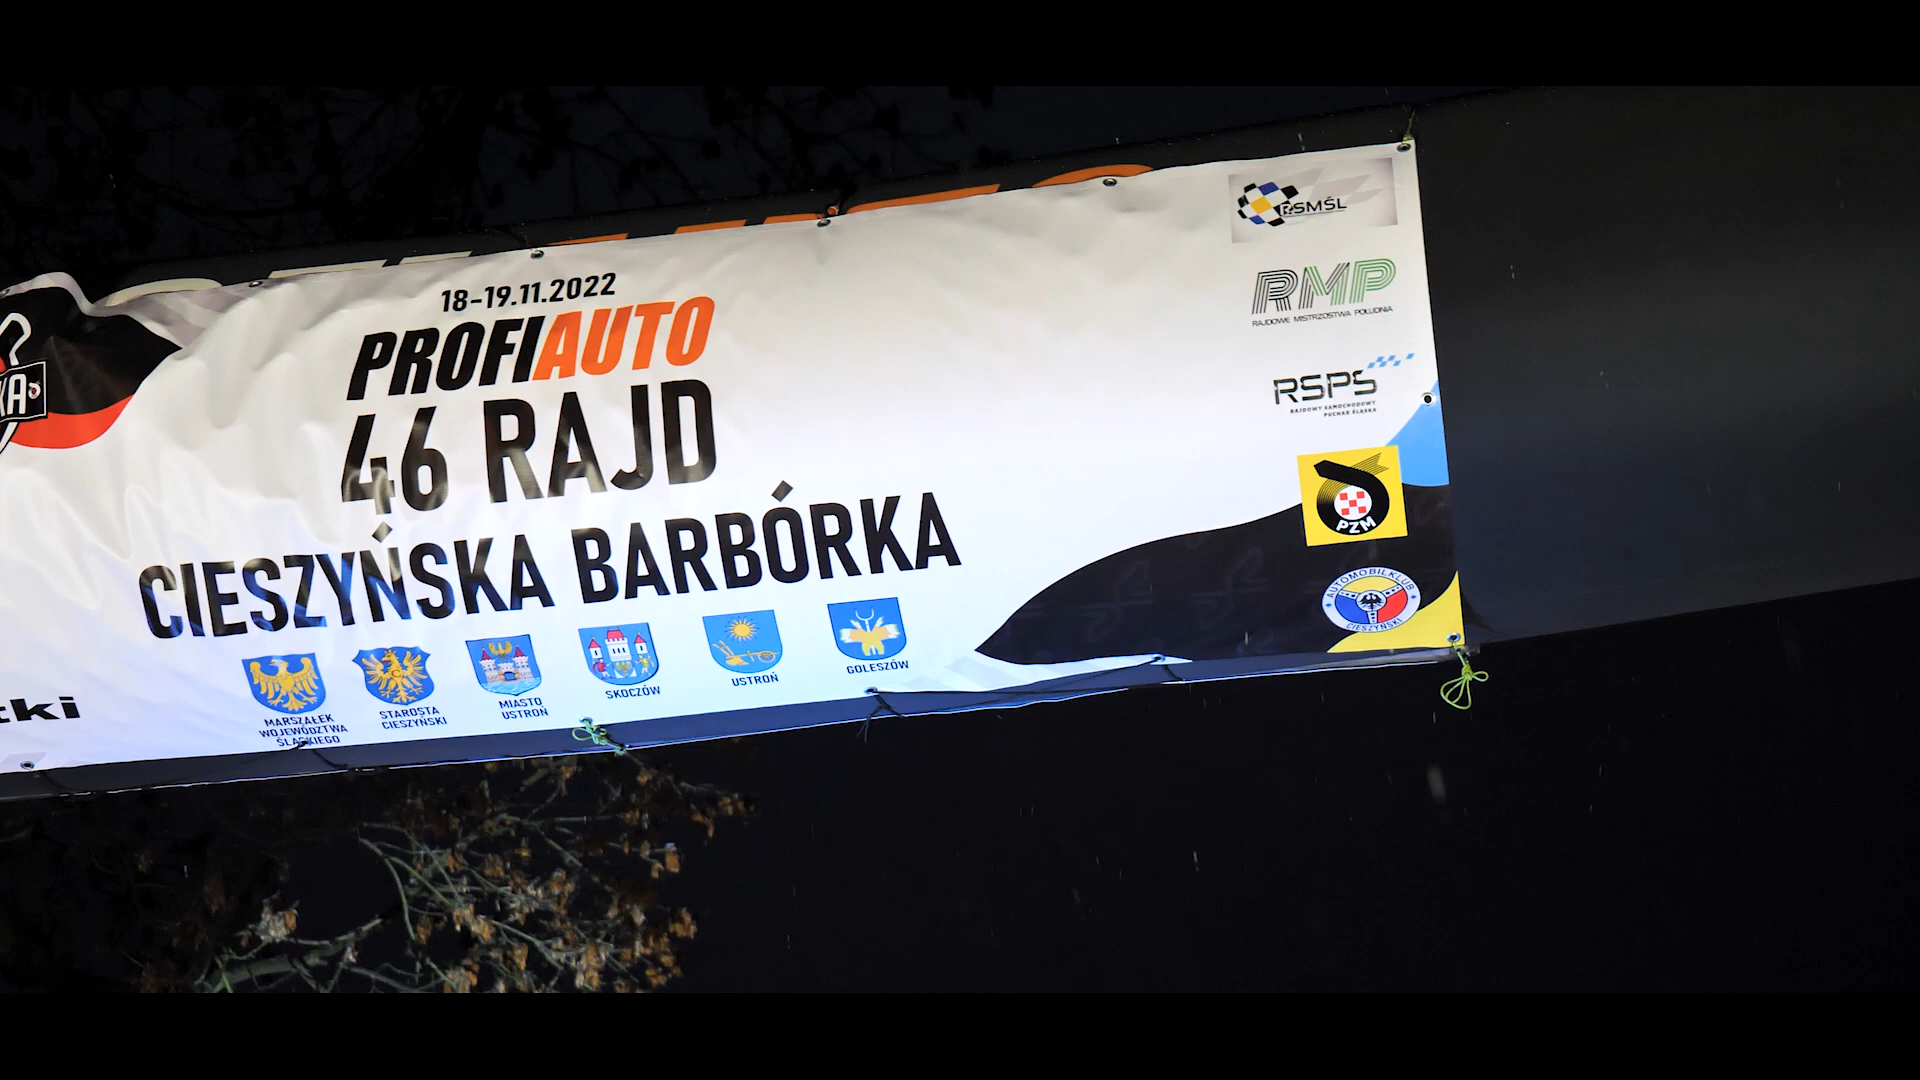 18-19.11.2022
PROFIAUTO
46 RAJD
CIESZYŃSKA BARBÓRKA
MARSZAŁEK
WOJEWÓDZTWA
ŚLĄSKIEGO
STAROSTA
CIESZYŃSKI
MIASTO
USTROŃ
SKOCZÓW
USTROŃ
GOLESZÓW
RSMŚL
RMP
RAJDOWE MISTRZOSTWA POŁUDNIA
RSPS
RAJDOWY SAMOCHODOWY
PUCHAR ŚLĄSKA
PZM
AUTOMOBILKLUB
CIESZYŃSKI